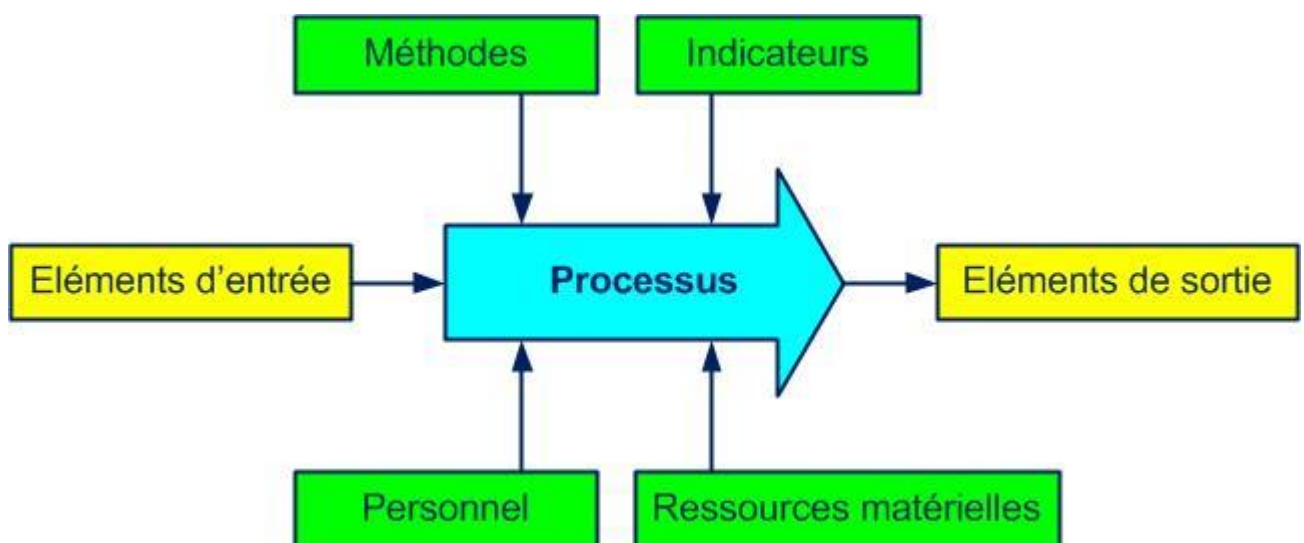 Méthodes
Indicateurs
Eléments d'entrée
Processus
Eléments de sortie
Personnel
Ressources matérielles